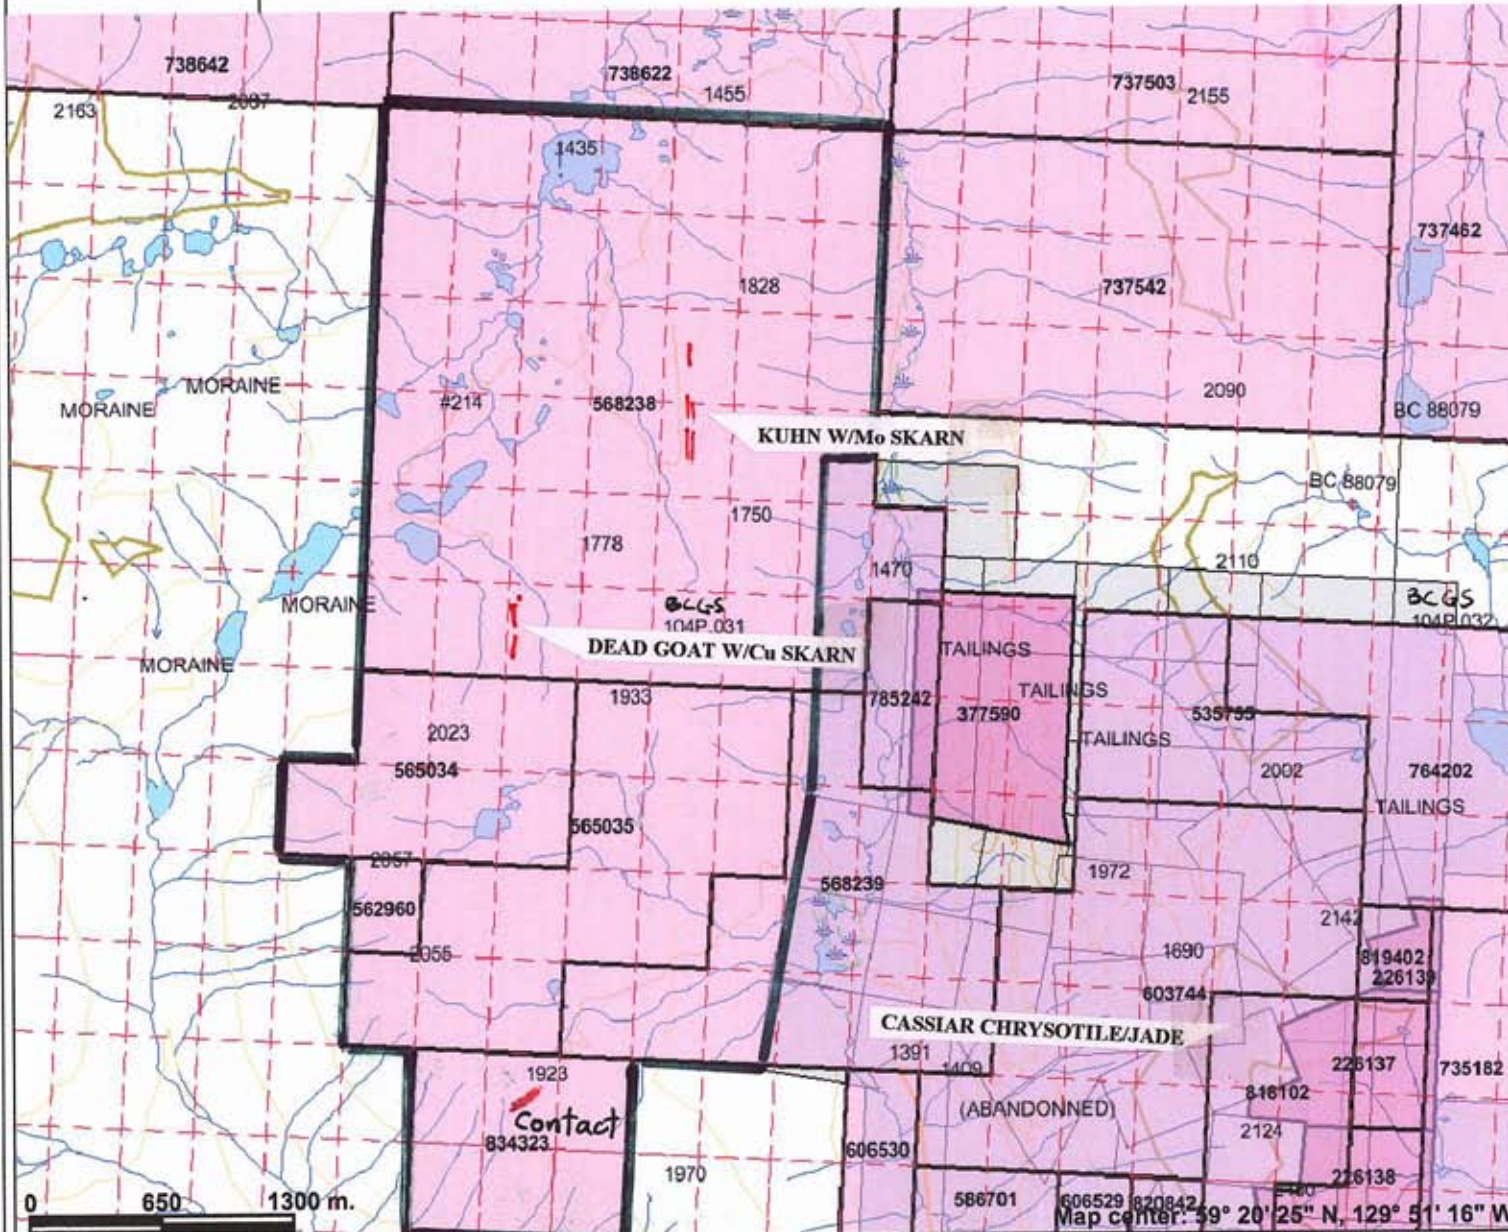 738642
738622
1455
737503
2155
2163
2087
1435
737462
1828
737542
MORAINE
MORAINE
#214
568238
2090
BC 88079
KUHN W/Mo SKARN
BC 88079
1750
1778
1470
2110
MORAINE
BCGS
104P.031
BCGS
104P.032
MORAINE
DEAD GOAT W/Cu SKARN
TAILINGS
TAILINGS
1933
785242
377590
2023
TAILINGS
565034
2002
764202
TAILINGS
565035
2057
1972
568239
562960
2142
2055
1690
819402
226139
603744
CASSIAR CHRYSOTILE/JADE
1391
1409
1923
226137
735182
818102
Contact
(ABANDONNED)
834323
2124
606530
1970
226138
586701
606529
820842
0 650 1300 m.
Map center: 59° 20' 25" N, 129° 51' 16" W